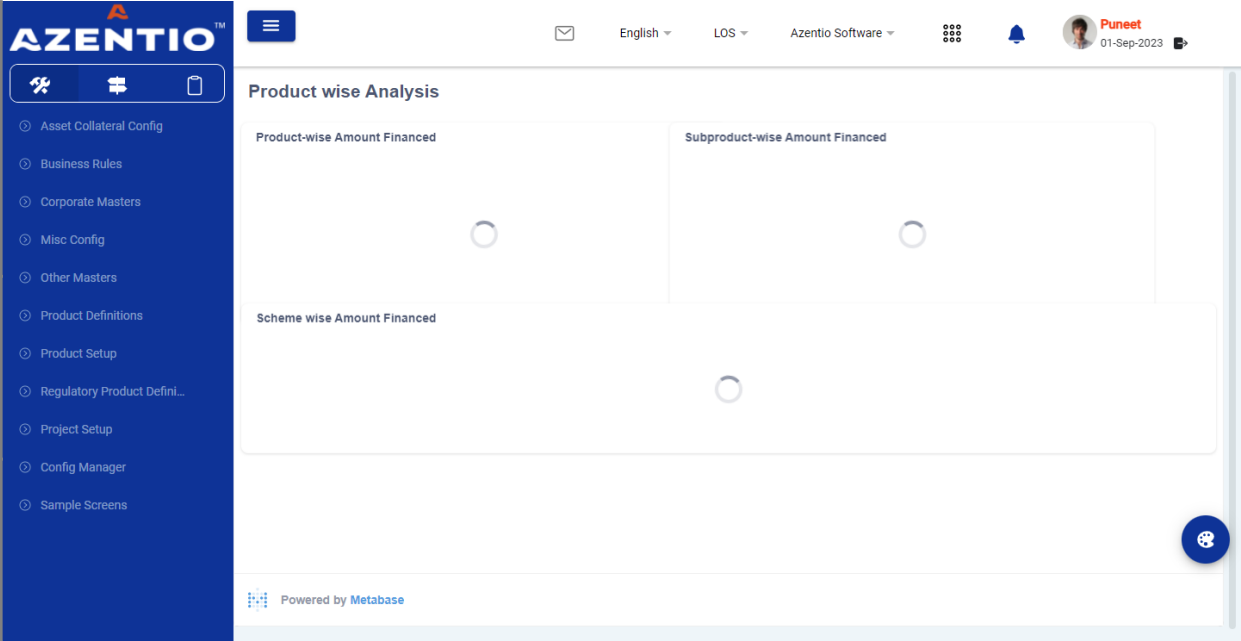 AZENTIO™
English
LOS
Azentio Software
Puneet
01-Sep-2023
Asset Collateral Config
Business Rules
Corporate Masters
Misc Config
Other Masters
Product Definitions
Product Setup
Regulatory Product Defini...
Project Setup
Config Manager
Sample Screens
Product wise Analysis
Product-wise Amount Financed
Subproduct-wise Amount Financed
Scheme wise Amount Financed
Powered by Metabase